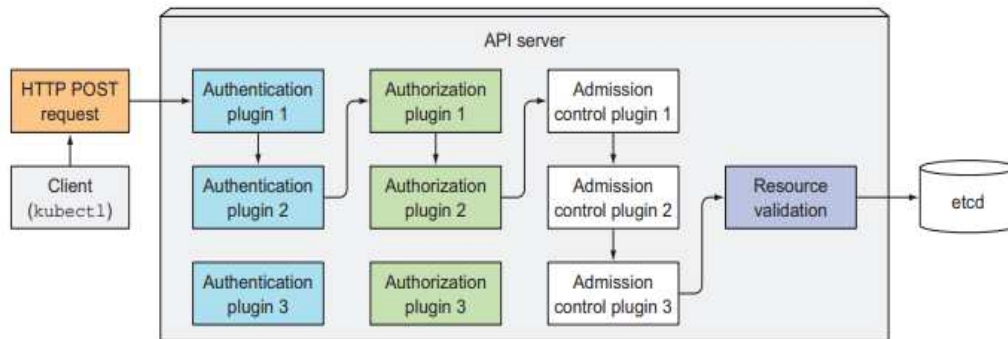 API server
HTTP POST
request
Client
(kubectl)
Authentication
plugin 1
Authentication
plugin 2
Authentication
plugin 3
Authorization
plugin 1
Authorization
plugin 2
Authorization
plugin 3
Admission
control plugin 1
Admission
control plugin 2
Admission
control plugin 3
Resource
validation
etcd